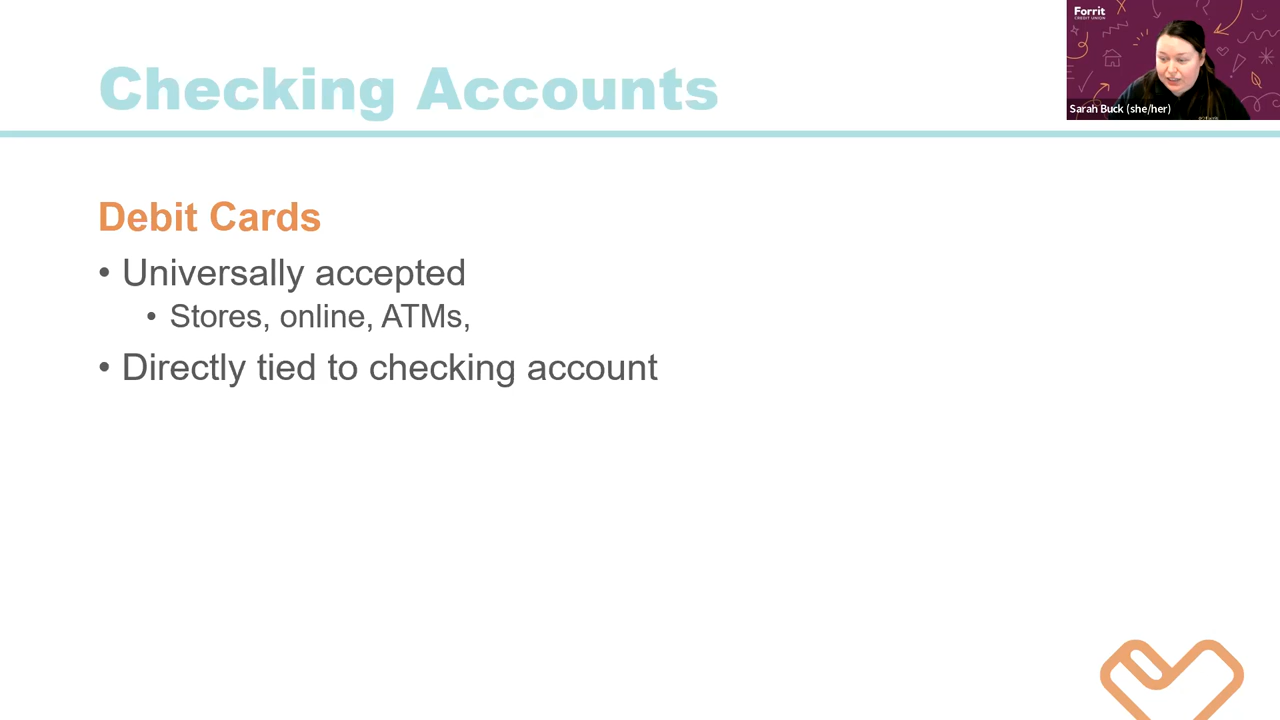 Checking Accounts
Forrit
CREDIT UNION
Sarah Buck (she/her)
Debit Cards
• Universally accepted
• Stores, online, ATMs,
• Directly tied to checking account